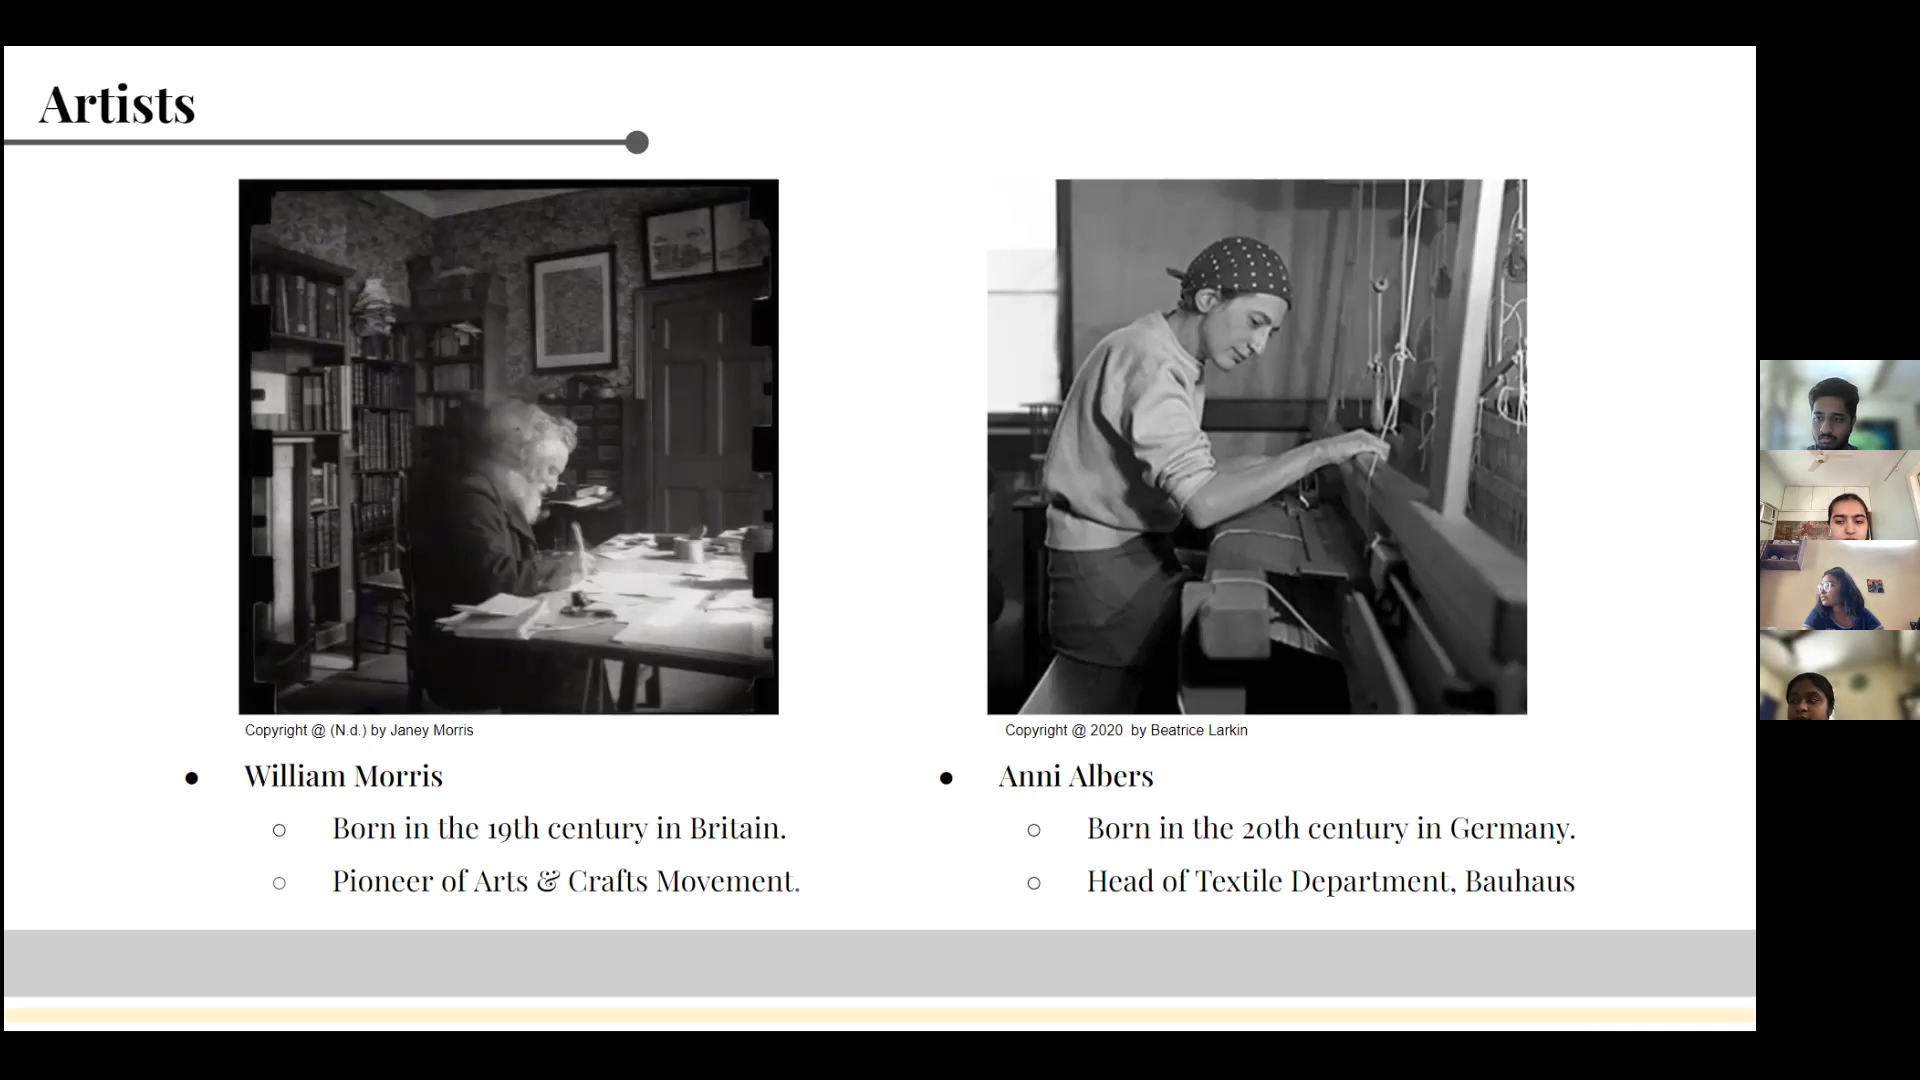 Artists
Copyright @ (N.d.) by Janey Morris
Copyright @ 2020 by Beatrice Larkin
● William Morris
○ Born in the 19th century in Britain.
○ Pioneer of Arts & Crafts Movement.
● Anni Albers
○ Born in the 20th century in Germany.
○ Head of Textile Department, Bauhaus